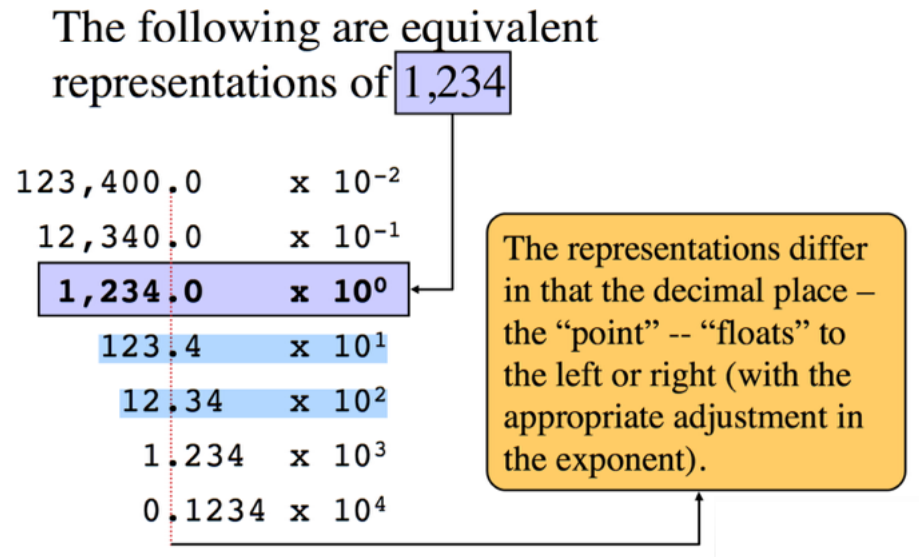 The following are equivalent
representations of 1,234
123,400.0 x 10⁻²
12,340.0 x 10⁻¹
1,234.0 x 10⁰
123.4 x 10¹
12.34 x 10²
1.234 x 10³
0.1234 x 10⁴
The representations differ
in that the decimal place –
the “point” -- “floats” to
the left or right (with the
appropriate adjustment in
the exponent).